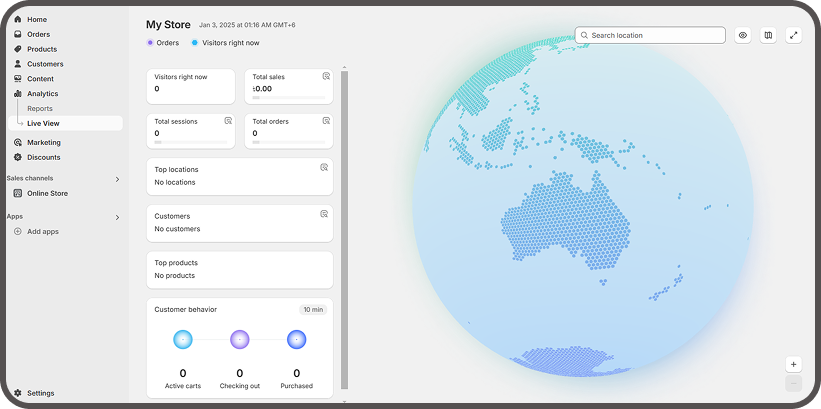 Home
Orders
Products
Customers
Content
Analytics
Reports
Live View
Marketing
Discounts
Sales channels
Online Store
Apps
Add apps
Settings
My Store Jan 3, 2025 at 01:16 AM GMT+6
Orders Visitors right now
Search location
Visitors right now
0
Total sales
৳0.00
Total sessions
0
Total orders
0
Top locations
No locations
Customers
No customers
Top products
No products
Customer behavior 10 min
0 0 0
Active carts Checking out Purchased